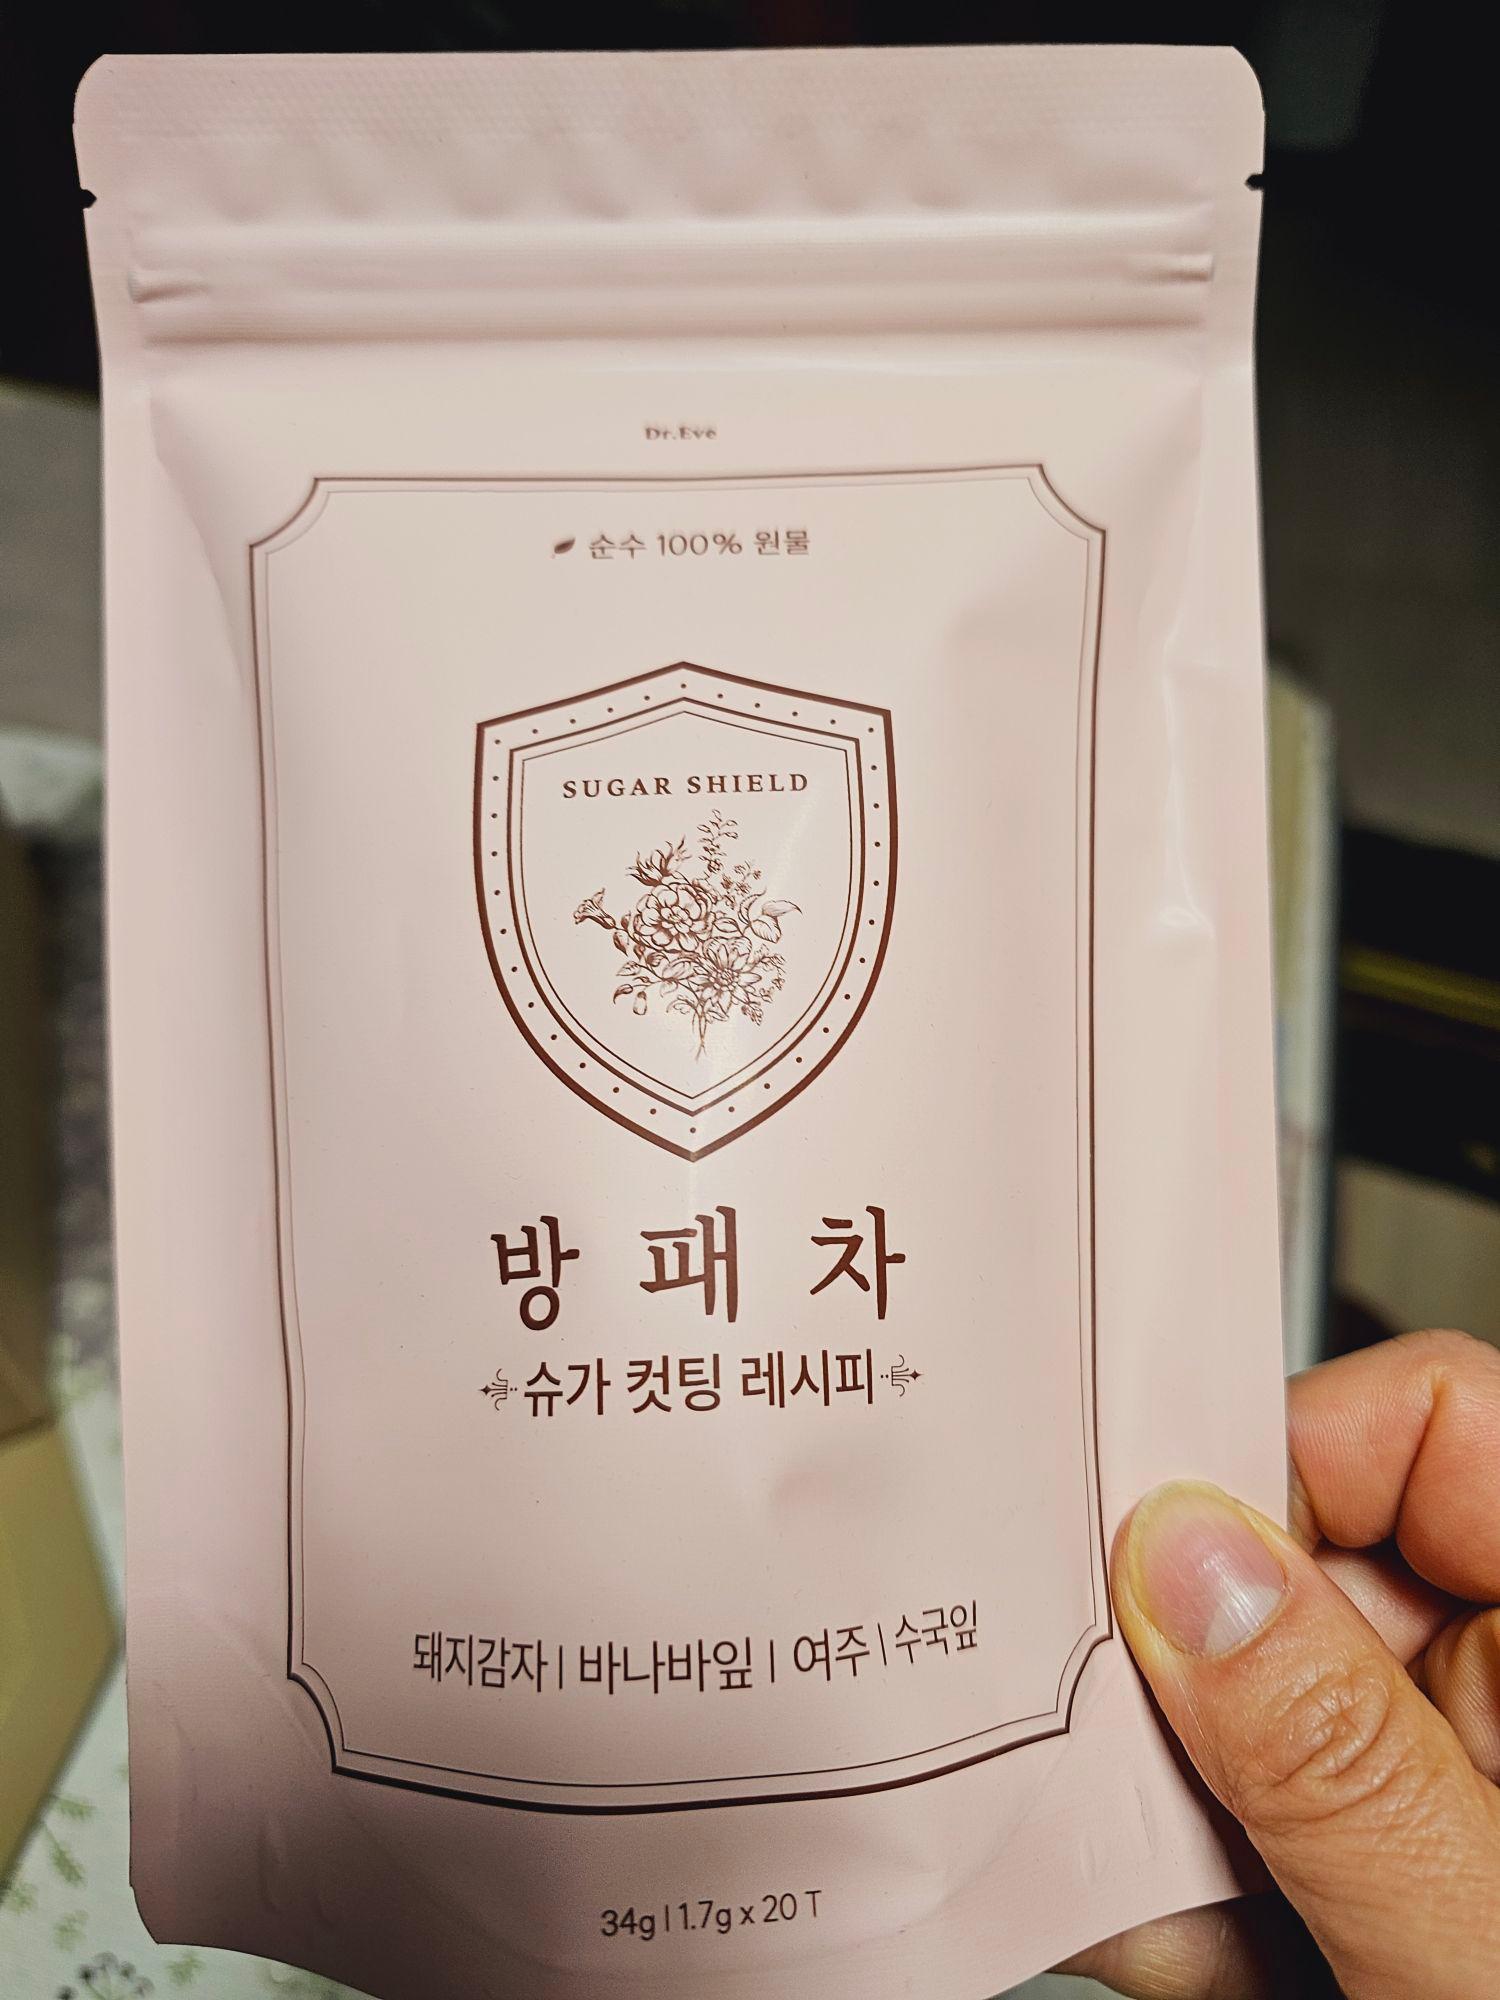 Dr.Eve
순수 100% 원물
SUGAR SHIELD
방패차
슈가 컷팅 레시피
돼지감자 | 바나바잎 | 여주 | 수국잎
34g | 1.7g x 20 T